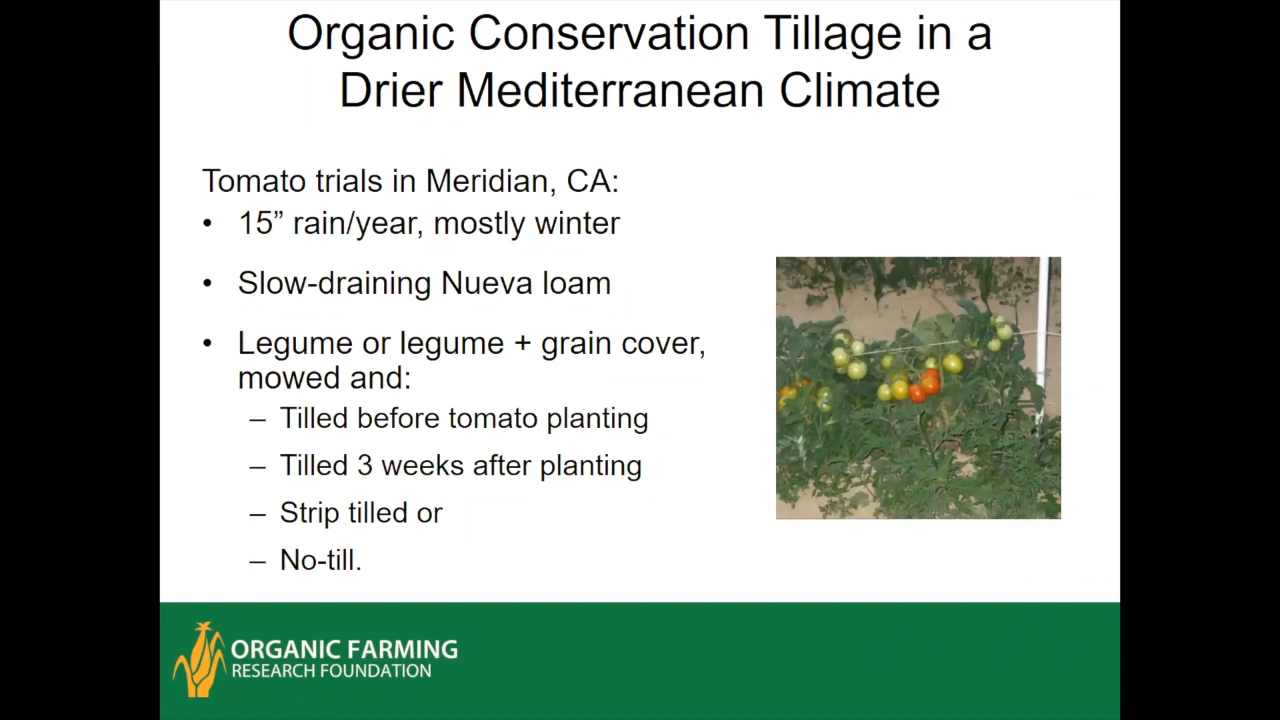 Organic Conservation Tillage in a
Drier Mediterranean Climate
Tomato trials in Meridian, CA:
• 15” rain/year, mostly winter
• Slow-draining Nueva loam
• Legume or legume + grain cover,
mowed and:
– Tilled before tomato planting
– Tilled 3 weeks after planting
– Strip tilled or
– No-till.
ORGANIC FARMING
RESEARCH FOUNDATION